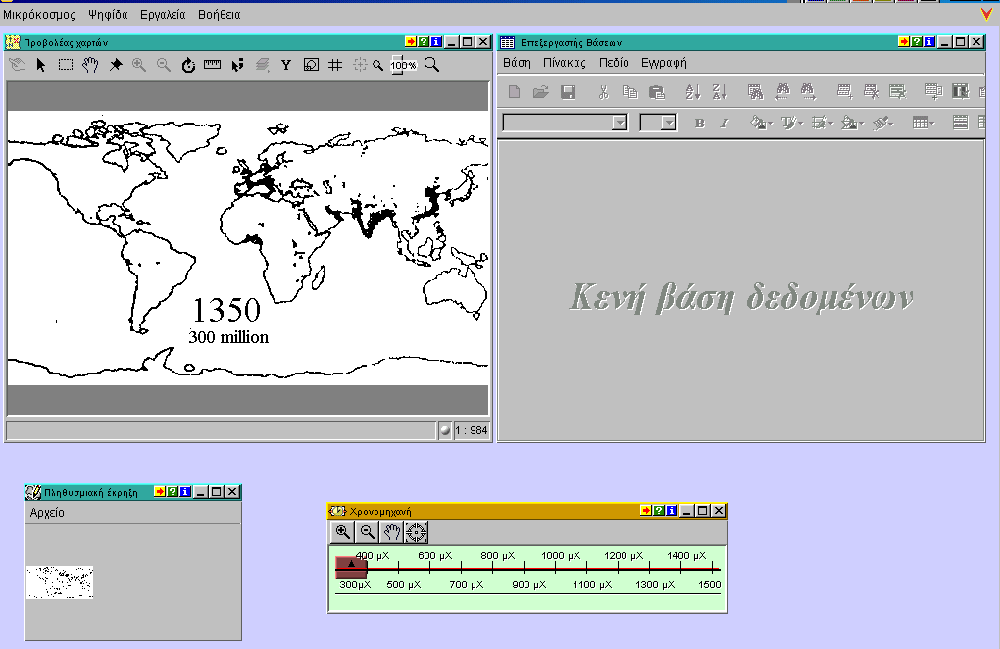 Μικρόκοσμος Ψηφίδα Εργαλεία Βοήθεια
Προβολέας χαρτών
100%
1350
300 million
1 : 984
Επεξεργαστής Βάσεων
Βάση Πίνακας Πεδίο Εγγραφή
Κενή βάση δεδομένων
Πληθυσμιακή έκρηξη
Αρχείο
Χρονομηχανή
400 μΧ 600 μΧ 800 μΧ 1000 μΧ 1200 μΧ 1400 μΧ
300μΧ 500 μΧ 700 μΧ 900 μΧ 1100 μΧ 1300 μΧ 1500